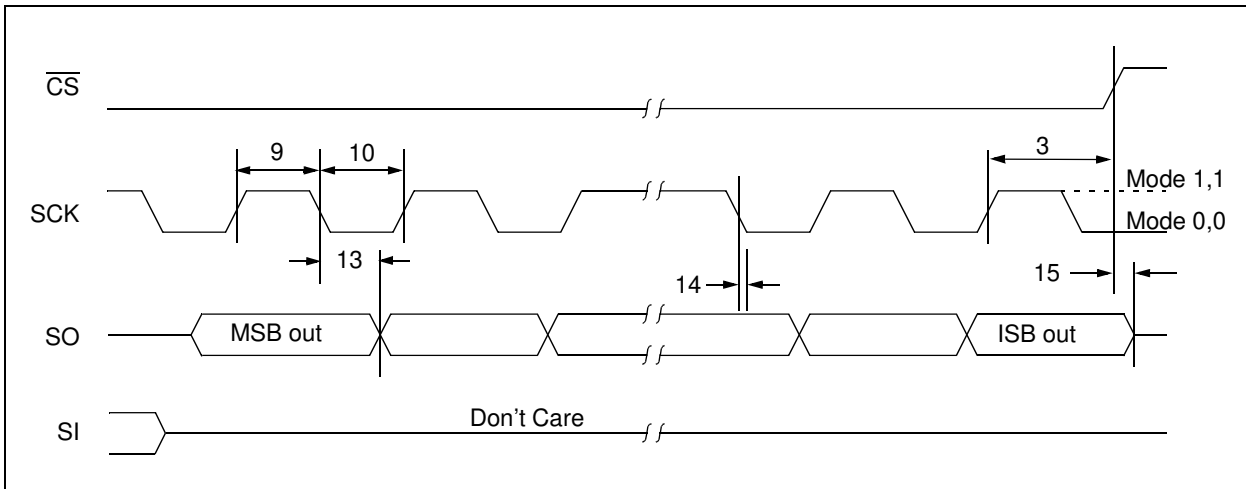 CS
9
10
3
SCK
Mode 1,1
Mode 0,0
13
14
15
SO
MSB out
ISB out
SI
Don't Care